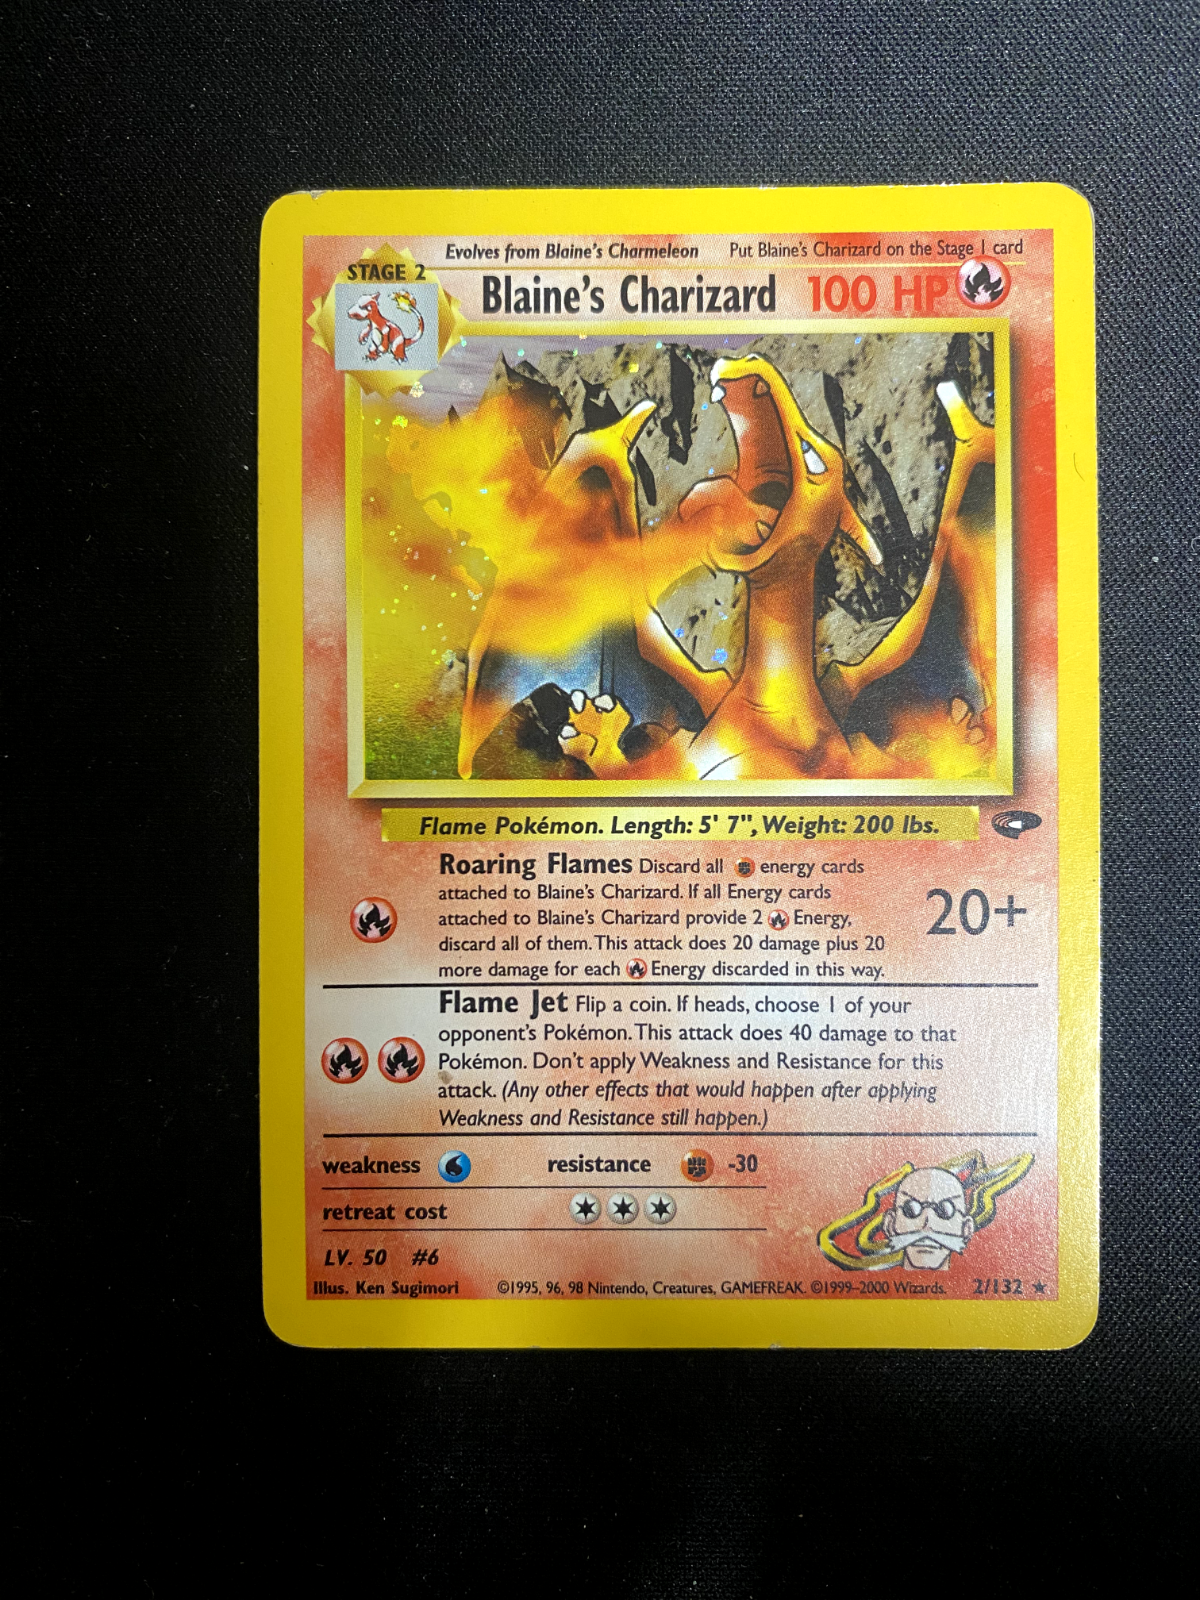 Evolves from Blaine's Charmeleon Put Blaine's Charizard on the Stage 1 card
STAGE 2
Blaine's Charizard 100 HP
Flame Pokémon. Length: 5' 7", Weight: 200 lbs.
Roaring Flames Discard all energy cards
attached to Blaine's Charizard. If all Energy cards
attached to Blaine's Charizard provide 2 Energy,
discard all of them. This attack does 20 damage plus 20
more damage for each Energy discarded in this way.
20+
Flame Jet Flip a coin. If heads, choose 1 of your
opponent's Pokémon. This attack does 40 damage to that
Pokémon. Don't apply Weakness and Resistance for this
attack. (Any other effects that would happen after applying
Weakness and Resistance still happen.)
weakness resistance -30
retreat cost
LV. 50 #6
Illus. Ken Sugimori ©1995, 96, 98 Nintendo, Creatures, GAMEFREAK. ©1999–2000 Wizards. 2/132 ★